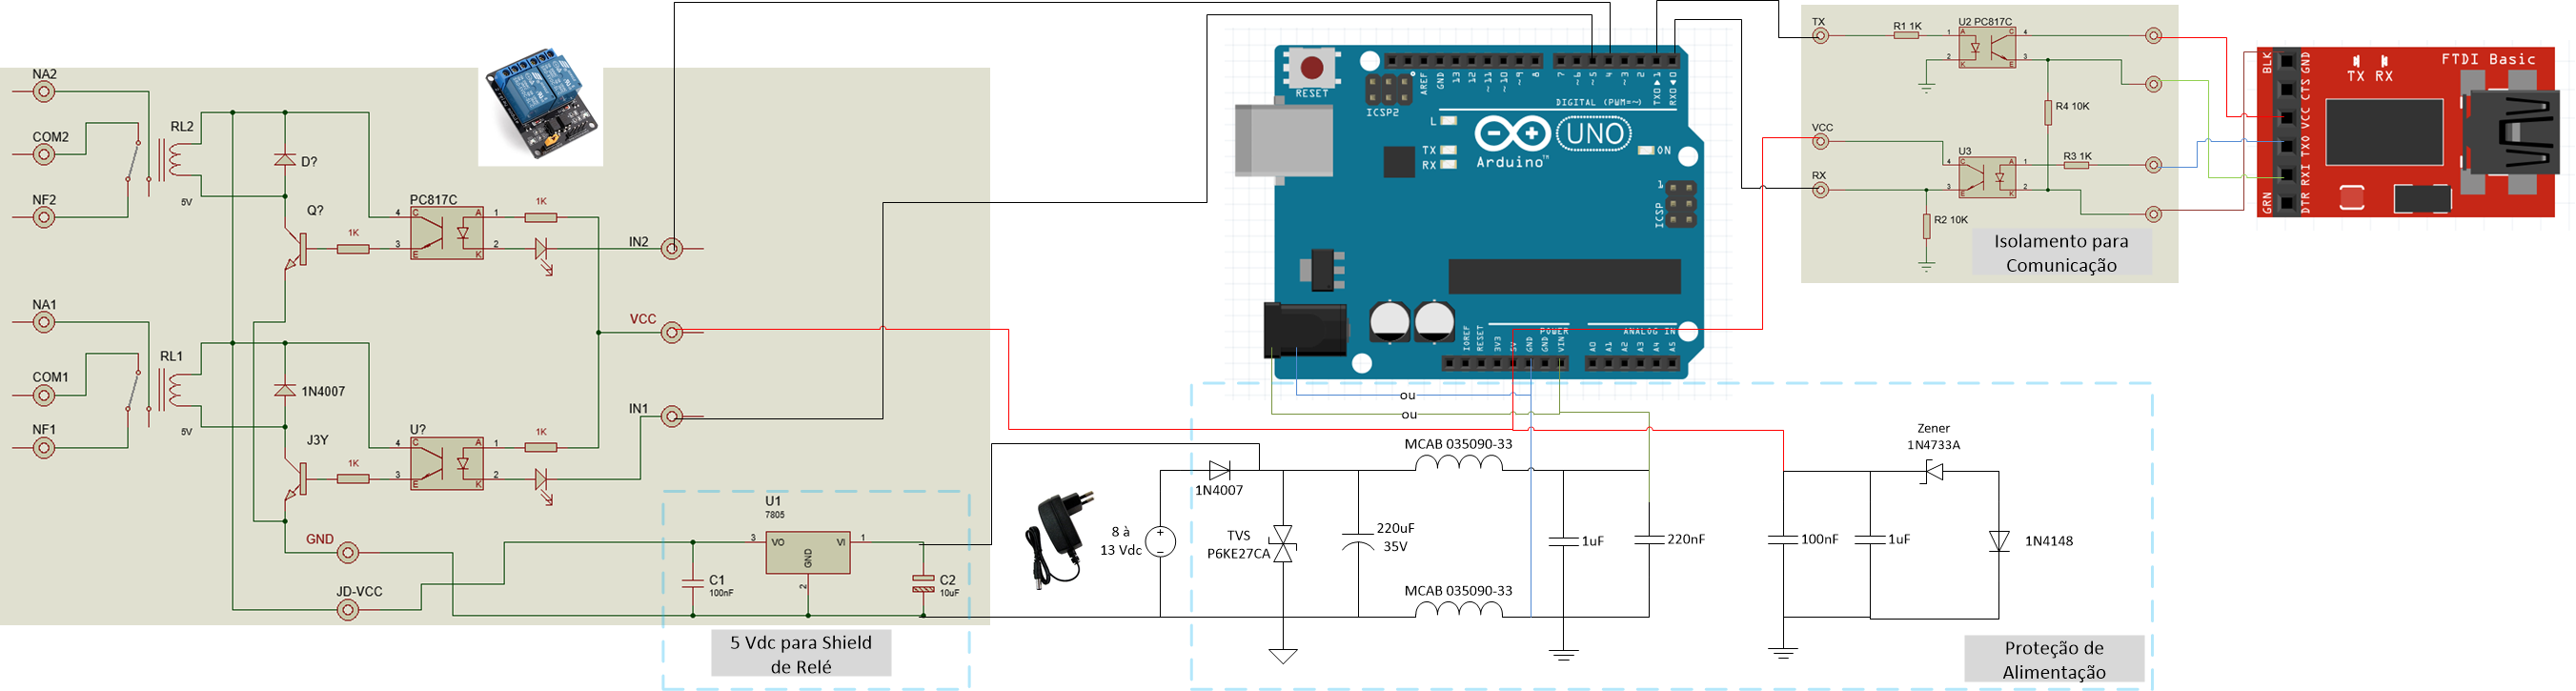 NA2
COM2
NF2
RL2
5V
D?
Q?
1K
PC817C
4
3
C
E
A
K
1
2
1K
IN2
VCC
NA1
COM1
NF1
RL1
5V
1N4007
J3Y
1K
U?
4
3
C
E
A
K
1
2
1K
IN1
GND
JD-VCC
U1
7805
3
VO
VI
1
GND
2
C1
100nF
C2
10uF
5 Vdc para Shield
de Relé
RESET
ICSP2
AREF
GND
13
12
~11
~10
~9
8
7
~6
~5
4
~3
2
TXD▶1
RXD◀0
DIGITAL (PWM=~)
L
TX
RX
Arduino™
UNO
ON
1
ICSP
IOREF
RESET
3V3
5V
GND
GND
VIN
POWER
ANALOG IN
A0
A1
A2
A3
A4
A5
ou
ou
8 à
13 Vdc
1N4007
TVS
P6KE27CA
220uF
35V
MCAB 035090-33
MCAB 035090-33
1uF
220nF
100nF
1uF
Zener
1N4733A
1N4148
Proteção de
Alimentação
TX
R1 1K
U2 PC817C
1
2
A
K
C
E
4
3
R4 10K
VCC
U3
4
3
C
E
A
K
1
2
R3 1K
RX
R2 10K
Isolamento para
Comunicação
BLK
GRN
GND
CTS
VCC
TXO
RXI
DTR
TX RX
FTDI Basic